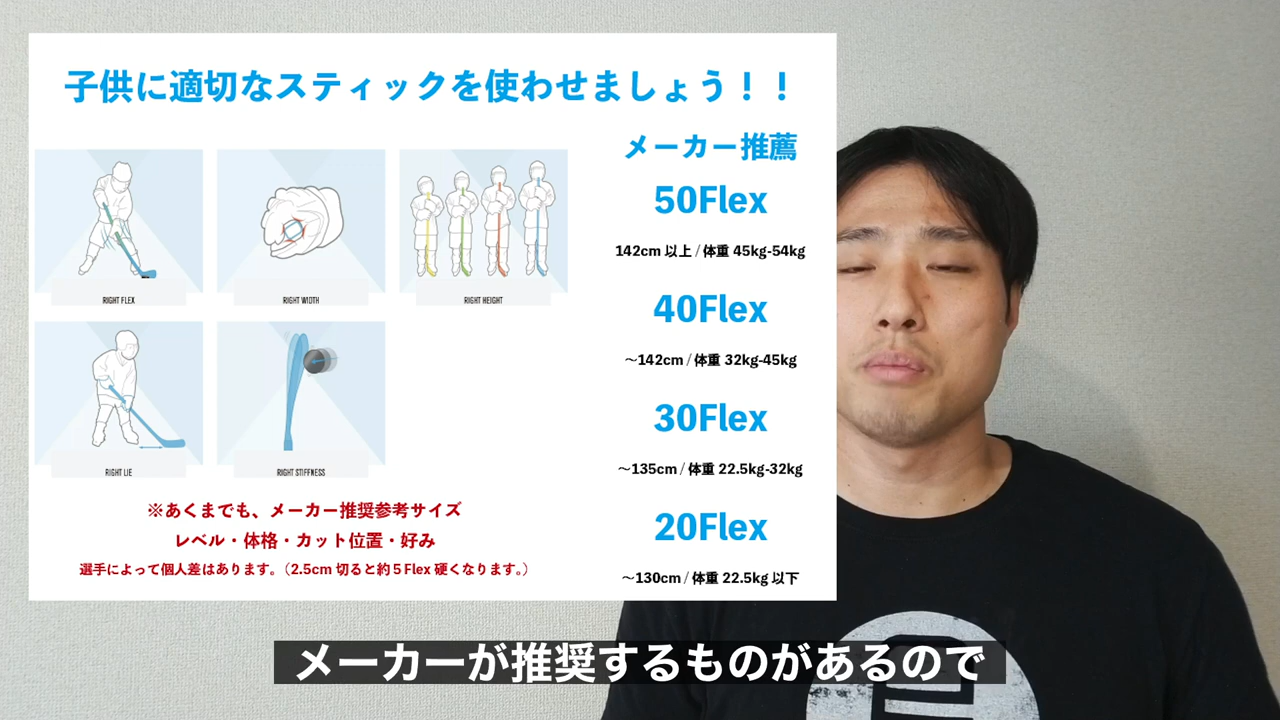 子供に適切なスティックを使わせましょう！！
RIGHT FLEX
RIGHT WIDTH
RIGHT HEIGHT
RIGHT LIE
RIGHT STIFFNESS
※あくまでも、メーカー推奨参考サイズ
レベル・体格・カット位置・好み
選手によって個人差はあります。（2.5cm 切ると約５Flex 硬くなります。）
メーカー推薦
50Flex
142cm 以上 / 体重 45kg-54kg
40Flex
〜142cm / 体重 32kg-45kg
30Flex
〜135cm / 体重 22.5kg-32kg
20Flex
〜130cm / 体重 22.5kg 以下
メーカーが推奨するものがあるので